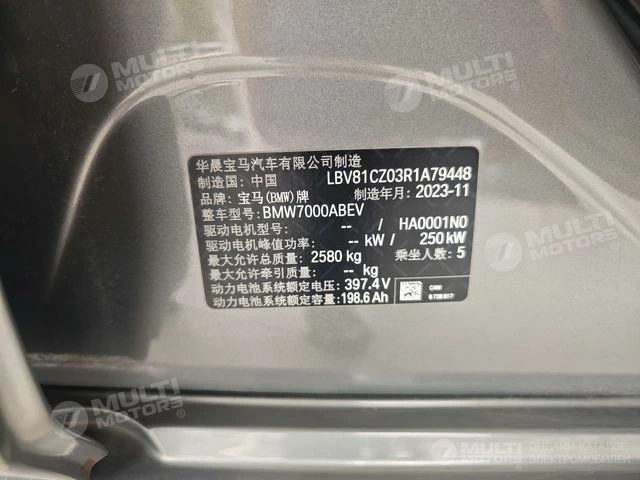 MULTI MOTORS®
MULTI MOTORS®
华晨宝马汽车有限公司制造
制造国: 中国 LBV81CZ03R1A79448
品牌: 宝马(BMW)牌 制造年月: 2023-11
整车型号: BMW7000ABEV
驱动电机型号: -- / HA0001N0
驱动电机峰值功率: -- kW / 250 kW
最大允许总质量: 2580 kg 乘坐人数: 5
最大允许牵引质量: -- kg
动力电池系统额定电压: 397.4V
动力电池系统额定容量: 198.6 Ah
MULTI MOTORS®
MULTI MOTORS
ОНЛАЙН-КАТАЛОГ
ЭЛЕКТРОМОБИЛЕЙ